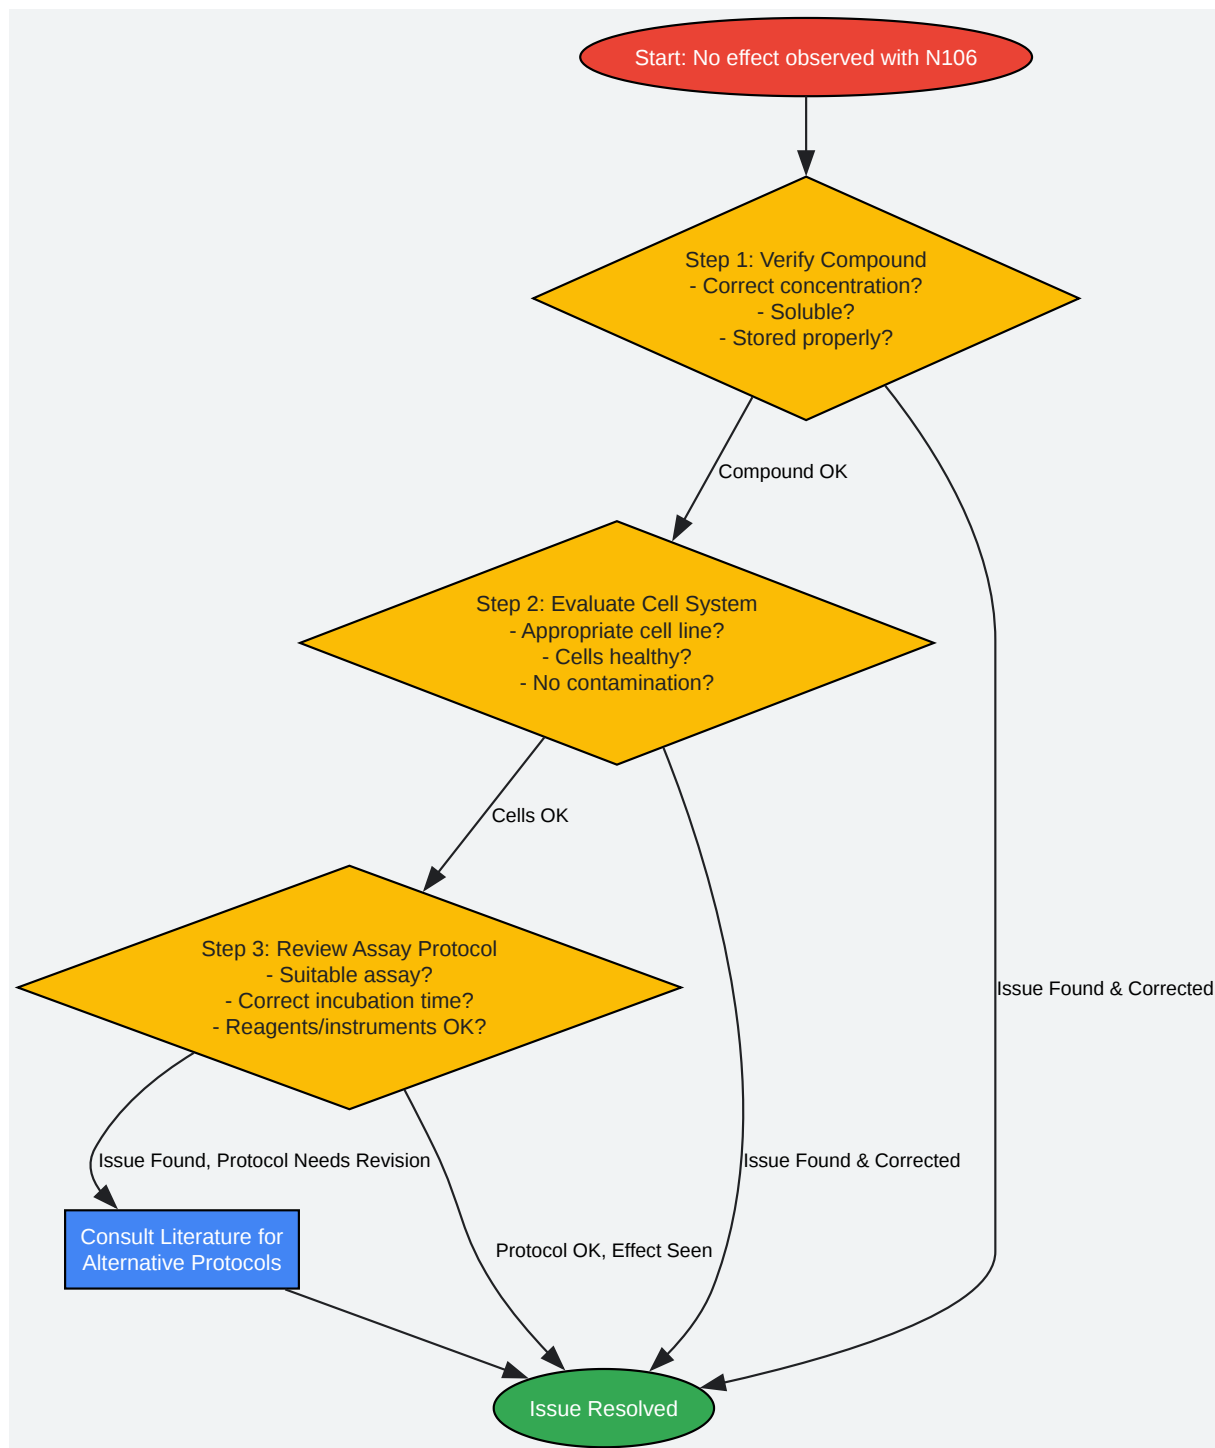 Start: No effect observed with N106
Step 1: Verify Compound
- Correct concentration?
- Soluble?
- Stored properly?
Compound OK
Step 2: Evaluate Cell System
- Appropriate cell line?
- Cells healthy?
- No contamination?
Cells OK
Step 3: Review Assay Protocol
- Suitable assay?
- Correct incubation time?
- Reagents/instruments OK?
Issue Found & Corrected
Issue Found, Protocol Needs Revision
Issue Found & Corrected
Consult Literature for
Alternative Protocols
Protocol OK, Effect Seen
Issue Resolved